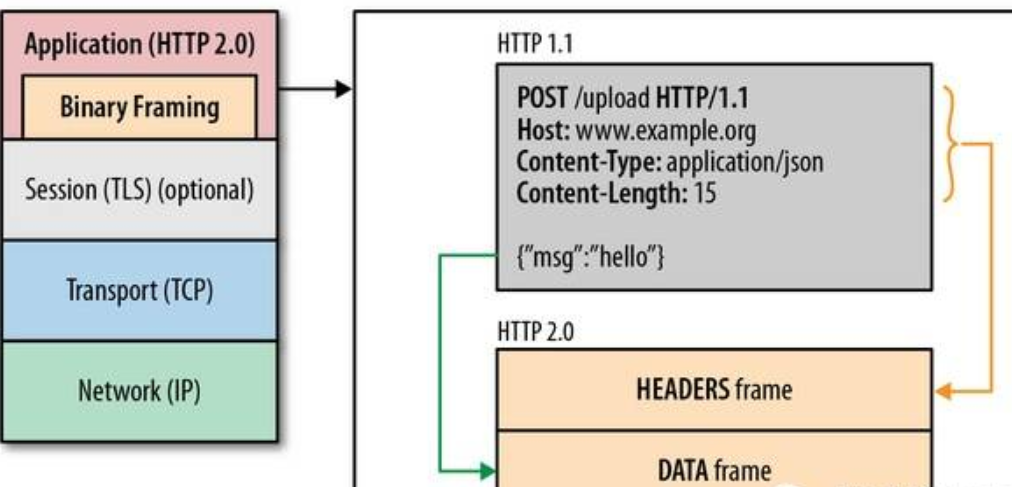 Application (HTTP 2.0)
Binary Framing
Session (TLS) (optional)
Transport (TCP)
Network (IP)
HTTP 1.1
POST /upload HTTP/1.1
Host: www.example.org
Content-Type: application/json
Content-Length: 15
{"msg":"hello"}
HTTP 2.0
HEADERS frame
DATA frame